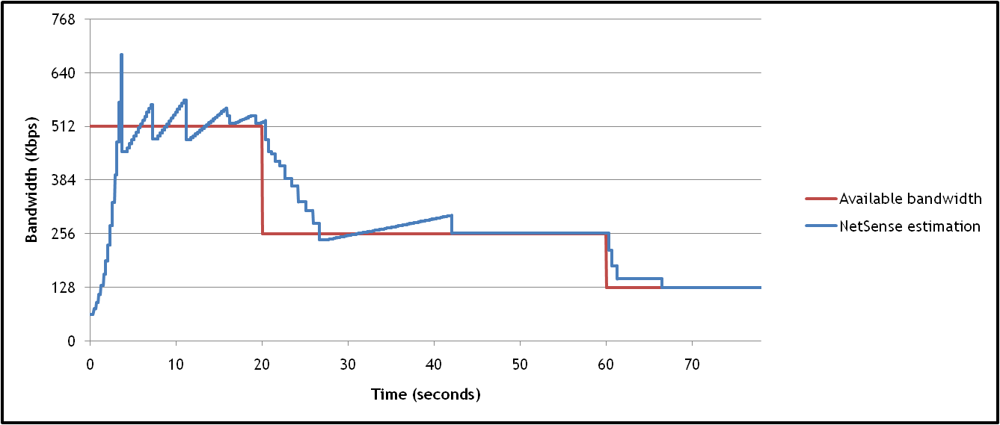 768
640
512
384
256
128
0
Bandwidth (Kbps)
0 10 20 30 40 50 60 70
Time (seconds)
Available bandwidth
NetSense estimation